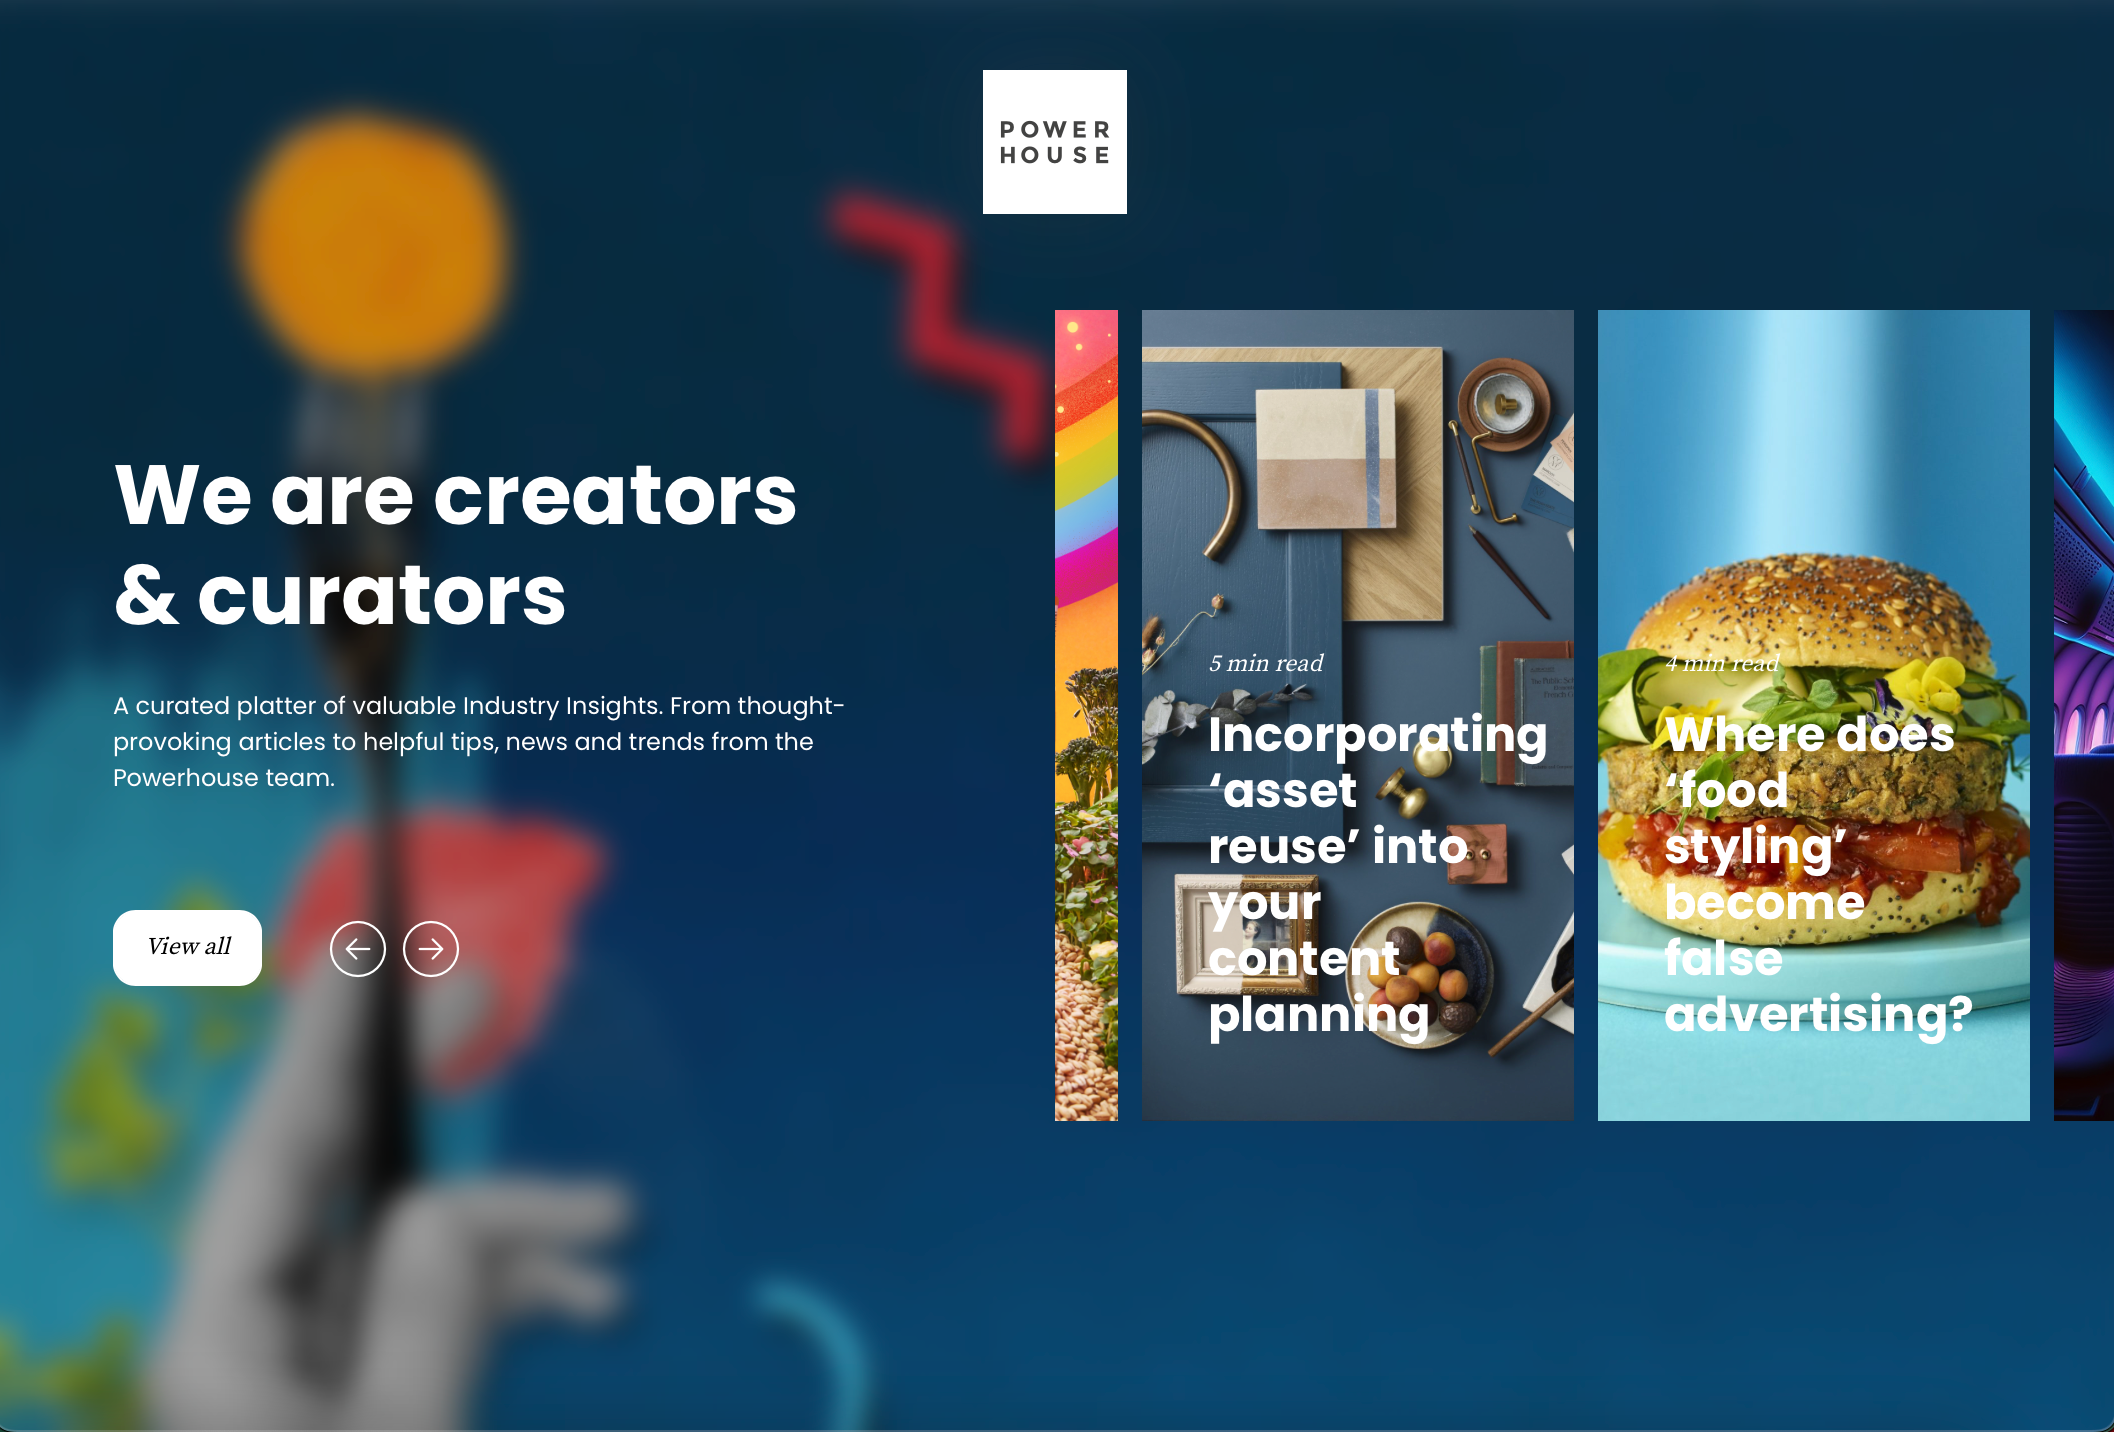 POWER
HOUSE
We are creators
& curators
A curated platter of valuable Industry Insights. From thought-
provoking articles to helpful tips, news and trends from the
Powerhouse team.
View all
5 min read
Incorporating
‘asset
reuse’ into
your
content
planning
4 min read
Where does
‘food
styling’
become
false
advertising?